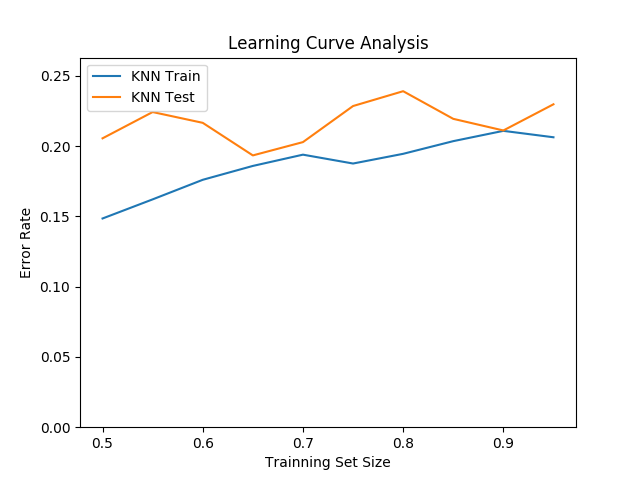 Learning Curve Analysis
KNN Train
KNN Test
0.25
0.20
0.15
0.10
0.05
0.00
Error Rate
0.5 0.6 0.7 0.8 0.9
Trainning Set Size